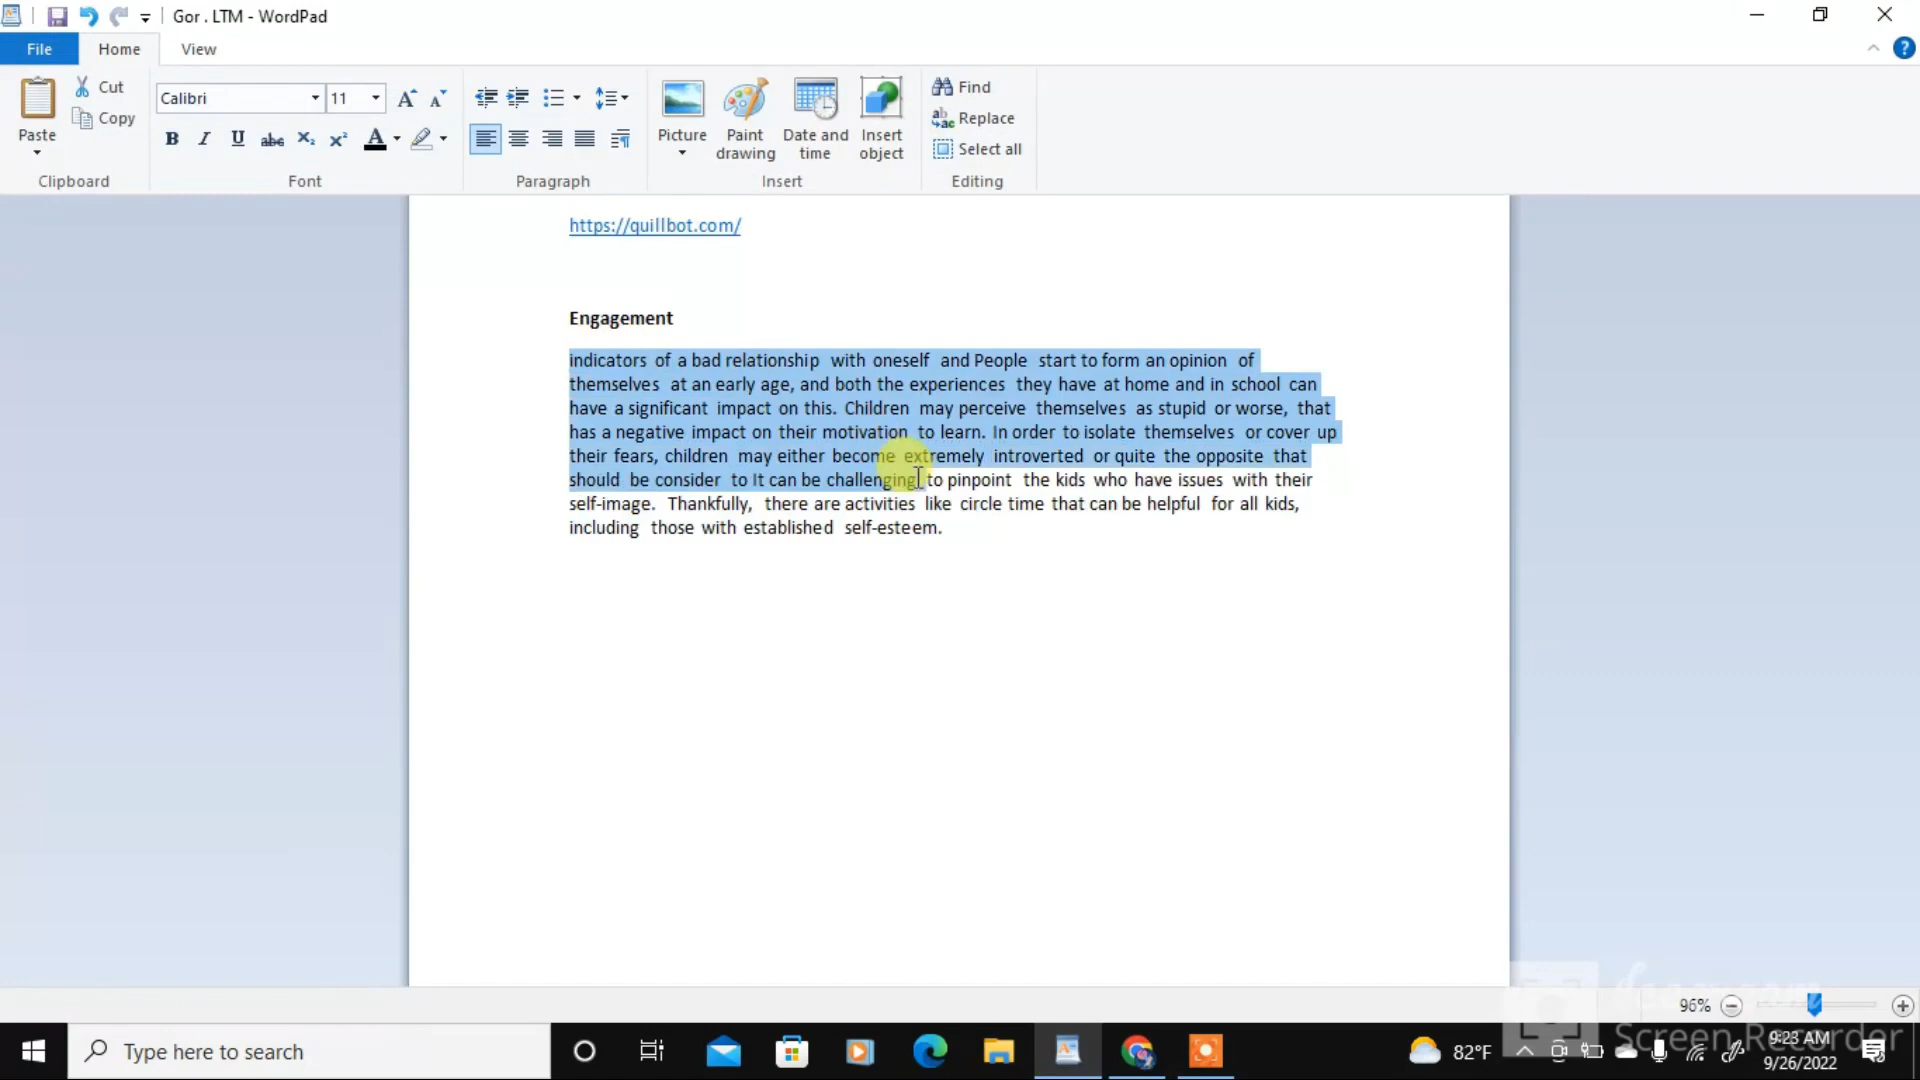 Gor . LTM - WordPad
File Home View
Calibri 11
Cut
Copy
Paste
Picture Paint drawing Date and time Insert object
Find
Replace
Select all
Clipboard Font Paragraph Insert Editing
https://quillbot.com/
Engagement
indicators of a bad relationship with oneself and People start to form an opinion of
themselves at an early age, and both the experiences they have at home and in school can
have a significant impact on this. Children may perceive themselves as stupid or worse, that
has a negative impact on their motivation to learn. In order to isolate themselves or cover up
their fears, children may either become extremely introverted or quite the opposite that
should be consider to It can be challenging to pinpoint the kids who have issues with their
self-image. Thankfully, there are activities like circle time that can be helpful for all kids,
including those with established self-esteem.
96%
Screen Recorder
Type here to search
82°F
9:23 AM
9/26/2022